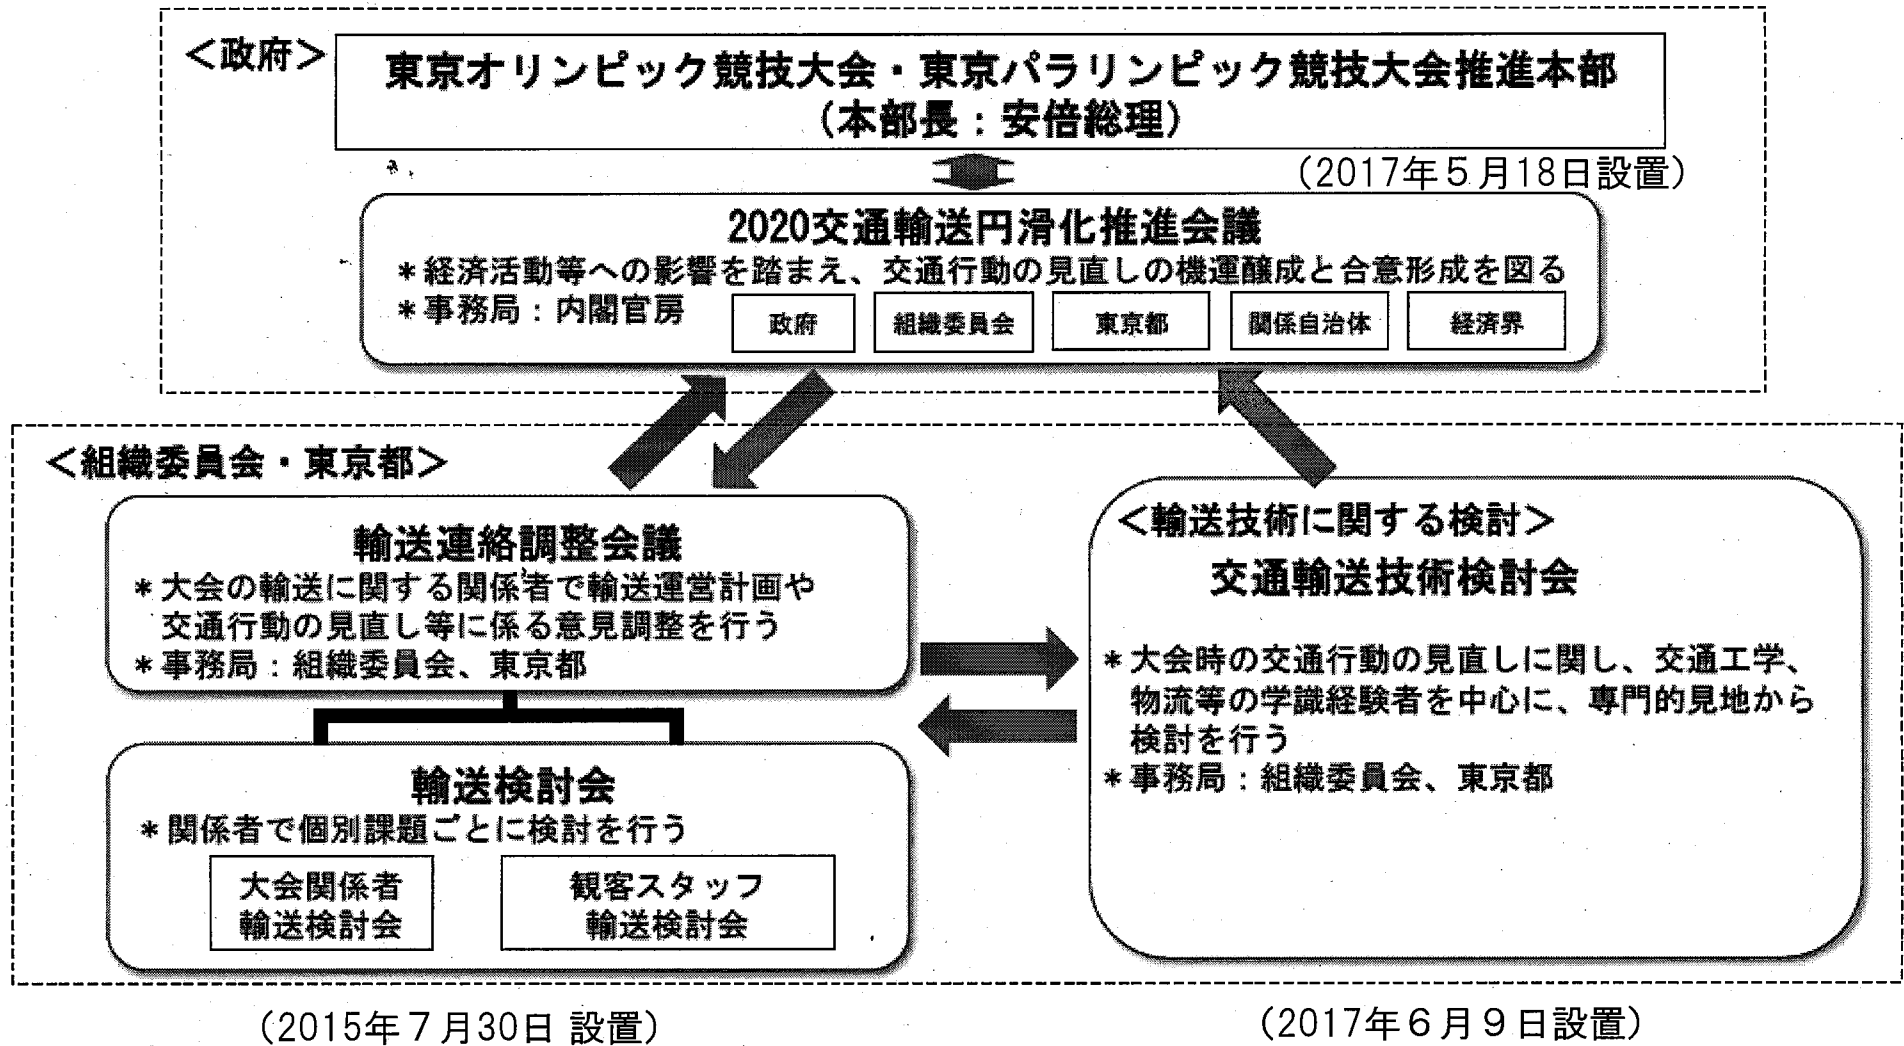 ＜政府＞
東京オリンピック競技大会・東京パラリンピック競技大会推進本部
（本部長：安倍総理）
（2017年５月18日設置）
2020交通輸送円滑化推進会議
＊経済活動等への影響を踏まえ、交通行動の見直しの機運醸成と合意形成を図る
＊事務局：内閣官房
政府
組織委員会
東京都
関係自治体
経済界
＜組織委員会・東京都＞
輸送連絡調整会議
＊大会の輸送に関する関係者で輸送運営計画や
交通行動の見直し等に係る意見調整を行う
＊事務局：組織委員会、東京都
輸送検討会
＊関係者で個別課題ごとに検討を行う
大会関係者
輸送検討会
観客スタッフ
輸送検討会
（2015年７月30日 設置）
＜輸送技術に関する検討＞
交通輸送技術検討会
＊大会時の交通行動の見直しに関し、交通工学、
物流等の学識経験者を中心に、専門的見地から
検討を行う
＊事務局：組織委員会、東京都
（2017年６月９日設置）